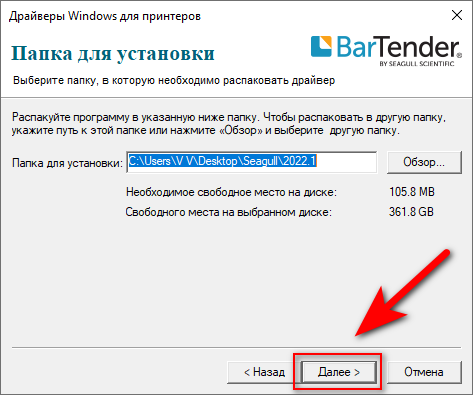 Драйверы Windows для принтеров
Папка для установки
BarTender®
BY SEAGULL SCIENTIFIC
Выберите папку, в которую необходимо распаковать драйвер
Распакуйте программу в указанную ниже папку. Чтобы распаковать в другую папку,
укажите путь к этой папке или нажмите «Обзор» и выберите другую папку.
Папка для установки: C:\Users\V V\Desktop\Seagull\2022.1 Обзор...
Необходимое свободное место на диске: 105.8 MB
Свободного места на выбранном диске: 361.8 GB
< Назад Далее > Отмена